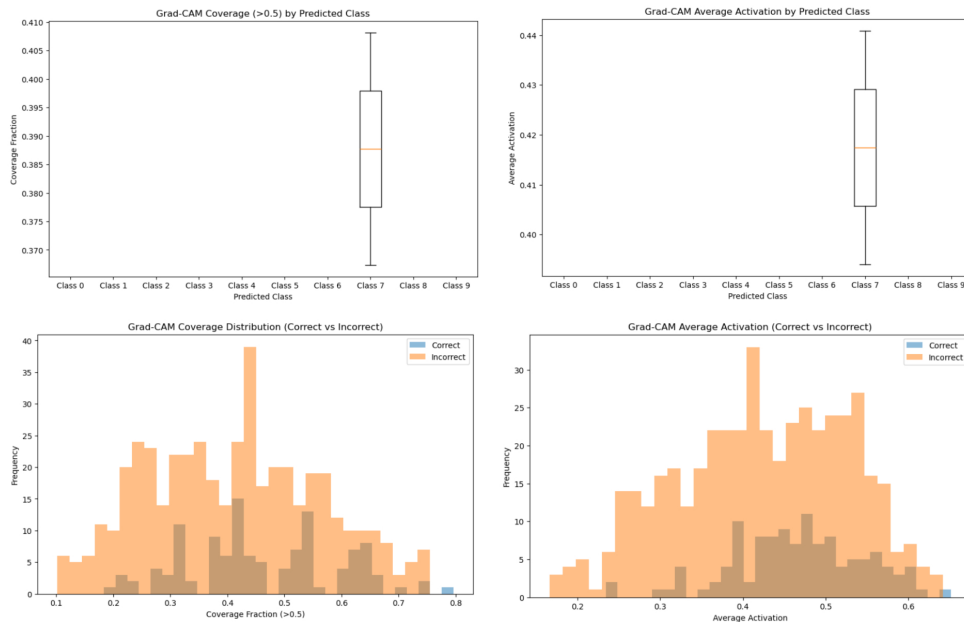 Grad-CAM Coverage (>0.5) by Predicted Class
0.410
0.405
0.400
0.395
0.390
0.385
0.380
0.375
0.370
Coverage Fraction
Class 0 Class 1 Class 2 Class 3 Class 4 Class 5 Class 6 Class 7 Class 8 Class 9
Predicted Class
Grad-CAM Average Activation by Predicted Class
0.44
0.43
0.42
0.41
0.40
Average Activation
Class 0 Class 1 Class 2 Class 3 Class 4 Class 5 Class 6 Class 7 Class 8 Class 9
Predicted Class
Grad-CAM Coverage Distribution (Correct vs Incorrect)
Correct
Incorrect
40
35
30
25
20
15
10
5
0
Frequency
0.1 0.2 0.3 0.4 0.5 0.6 0.7 0.8
Coverage Fraction (>0.5)
Grad-CAM Average Activation (Correct vs Incorrect)
Correct
Incorrect
30
25
20
15
10
5
0
Frequency
0.2 0.3 0.4 0.5 0.6
Average Activation